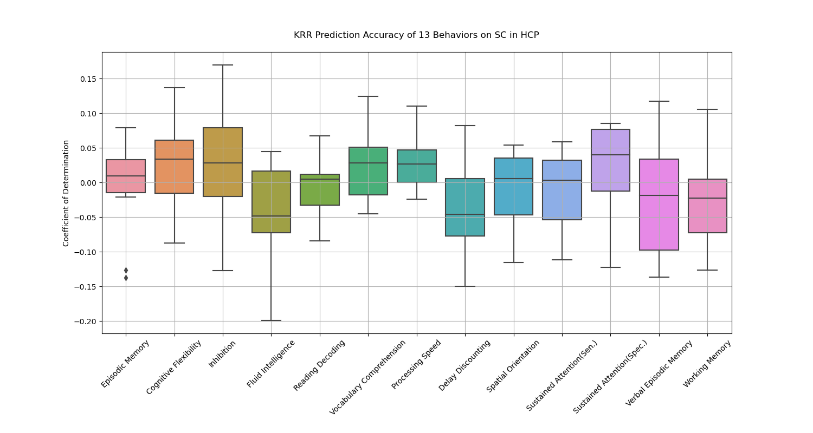 KRR Prediction Accuracy of 13 Behaviors on SC in HCP
Coefficient of Determination
0.15
0.10
0.05
0.00
−0.05
−0.10
−0.15
−0.20
Episodic Memory
Cognitive Flexibility
Inhibition
Fluid Intelligence
Reading Decoding
Vocabulary Comprehension
Processing Speed
Delay Discounting
Spatial Orientation
Sustained Attention(Sen.)
Sustained Attention(Spec.)
Verbal Episodic Memory
Working Memory